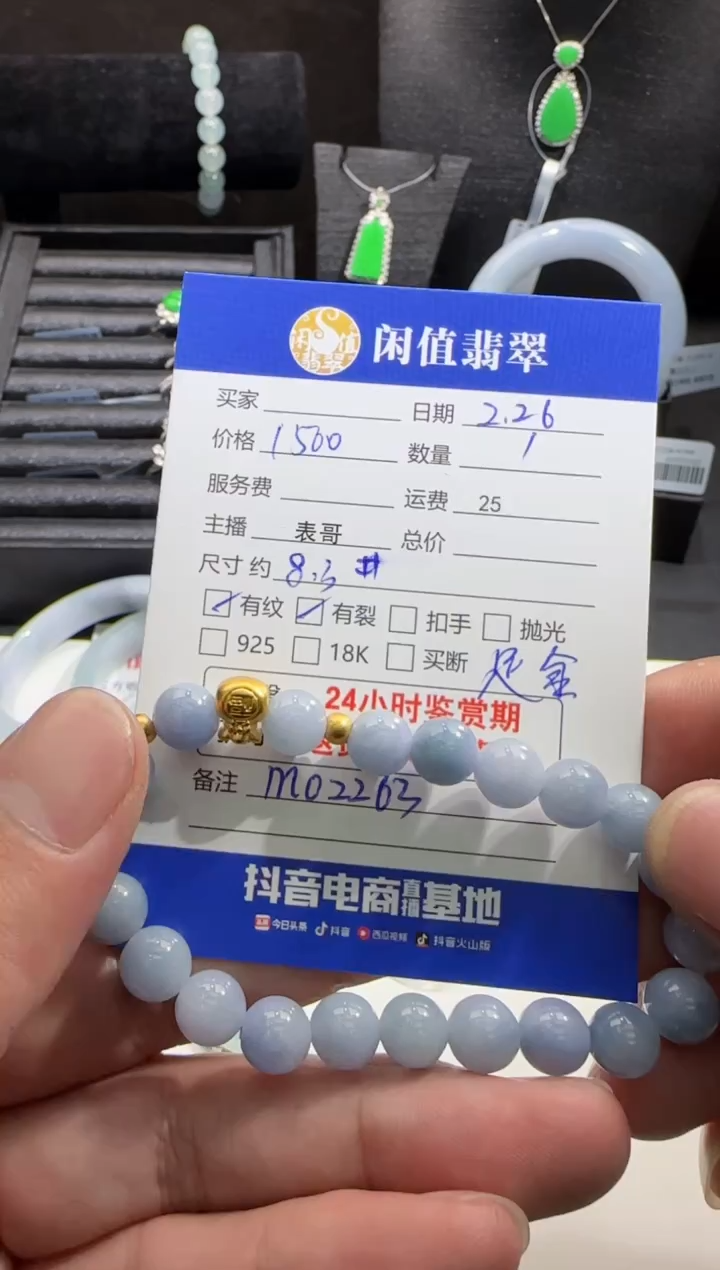 闲值翡翠 闲值翡翠
买家 日期 2.26
价格 1500 数量 1
服务费 运费 25
主播 表哥 总价
尺寸 约 8.3 #
有纹 有裂 扣手 抛光
925 18K 买断 足金
24小时鉴赏期
备注 M02263
抖音电商直播基地
今日头条 抖音 西瓜视频 抖音火山版